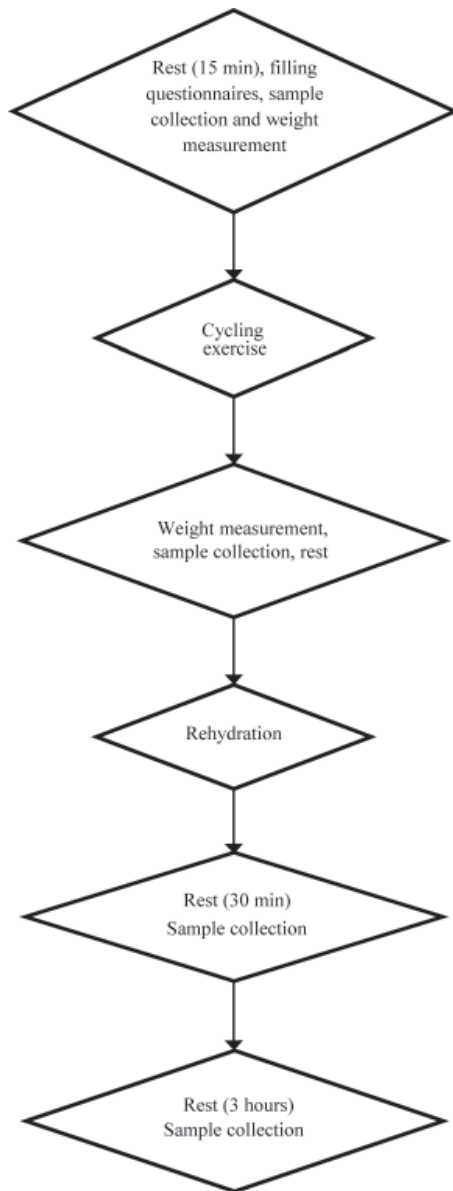 Rest (15 min), filling
questionnaires, sample
collection and weight
measurement
Cycling
exercise
Weight measurement,
sample collection, rest
Rehydration
Rest (30 min)
Sample collection
Rest (3 hours)
Sample collection